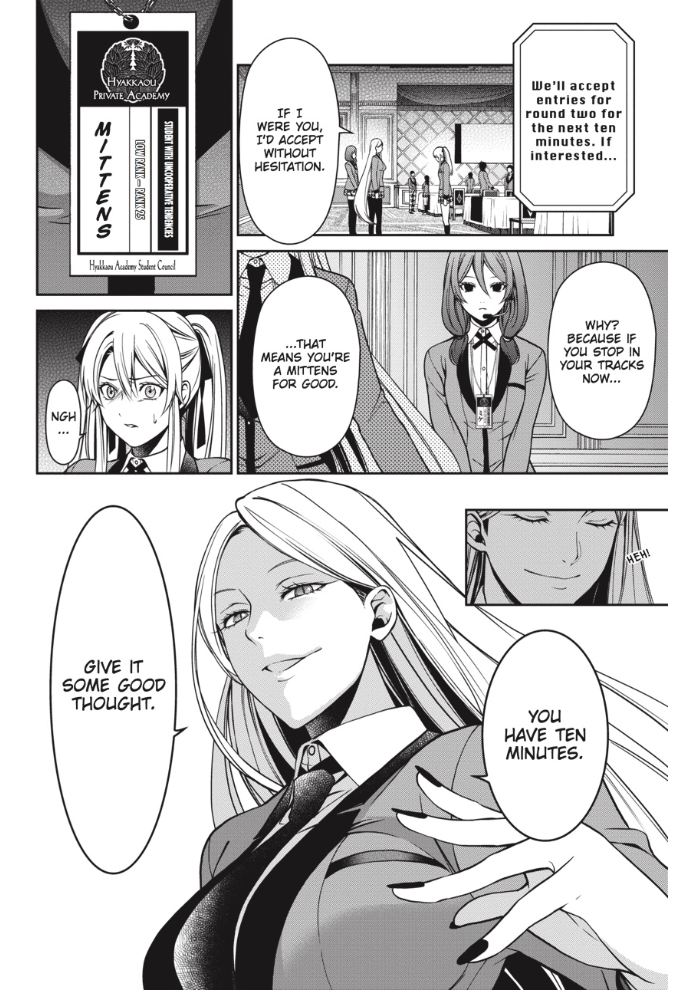 We'll accept
entries for
round two for
the next ten
minutes. If
interested...
IF I
WERE YOU,
I'D ACCEPT
WITHOUT
HESITATION.
HYAKKAOU
PRIVATE ACADEMY
STUDENT WITH UNCOOPERATIVE TENDENCIES
LOW RANK – RANK 25
MITTENS
Hyakkaou Academy Student Council
WHY?
BECAUSE IF
YOU STOP IN
YOUR TRACKS
NOW...
...THAT
MEANS YOU'RE
A MITTENS
FOR GOOD.
NGH
...
HEH!
YOU
HAVE TEN
MINUTES.
GIVE IT
SOME GOOD
THOUGHT.